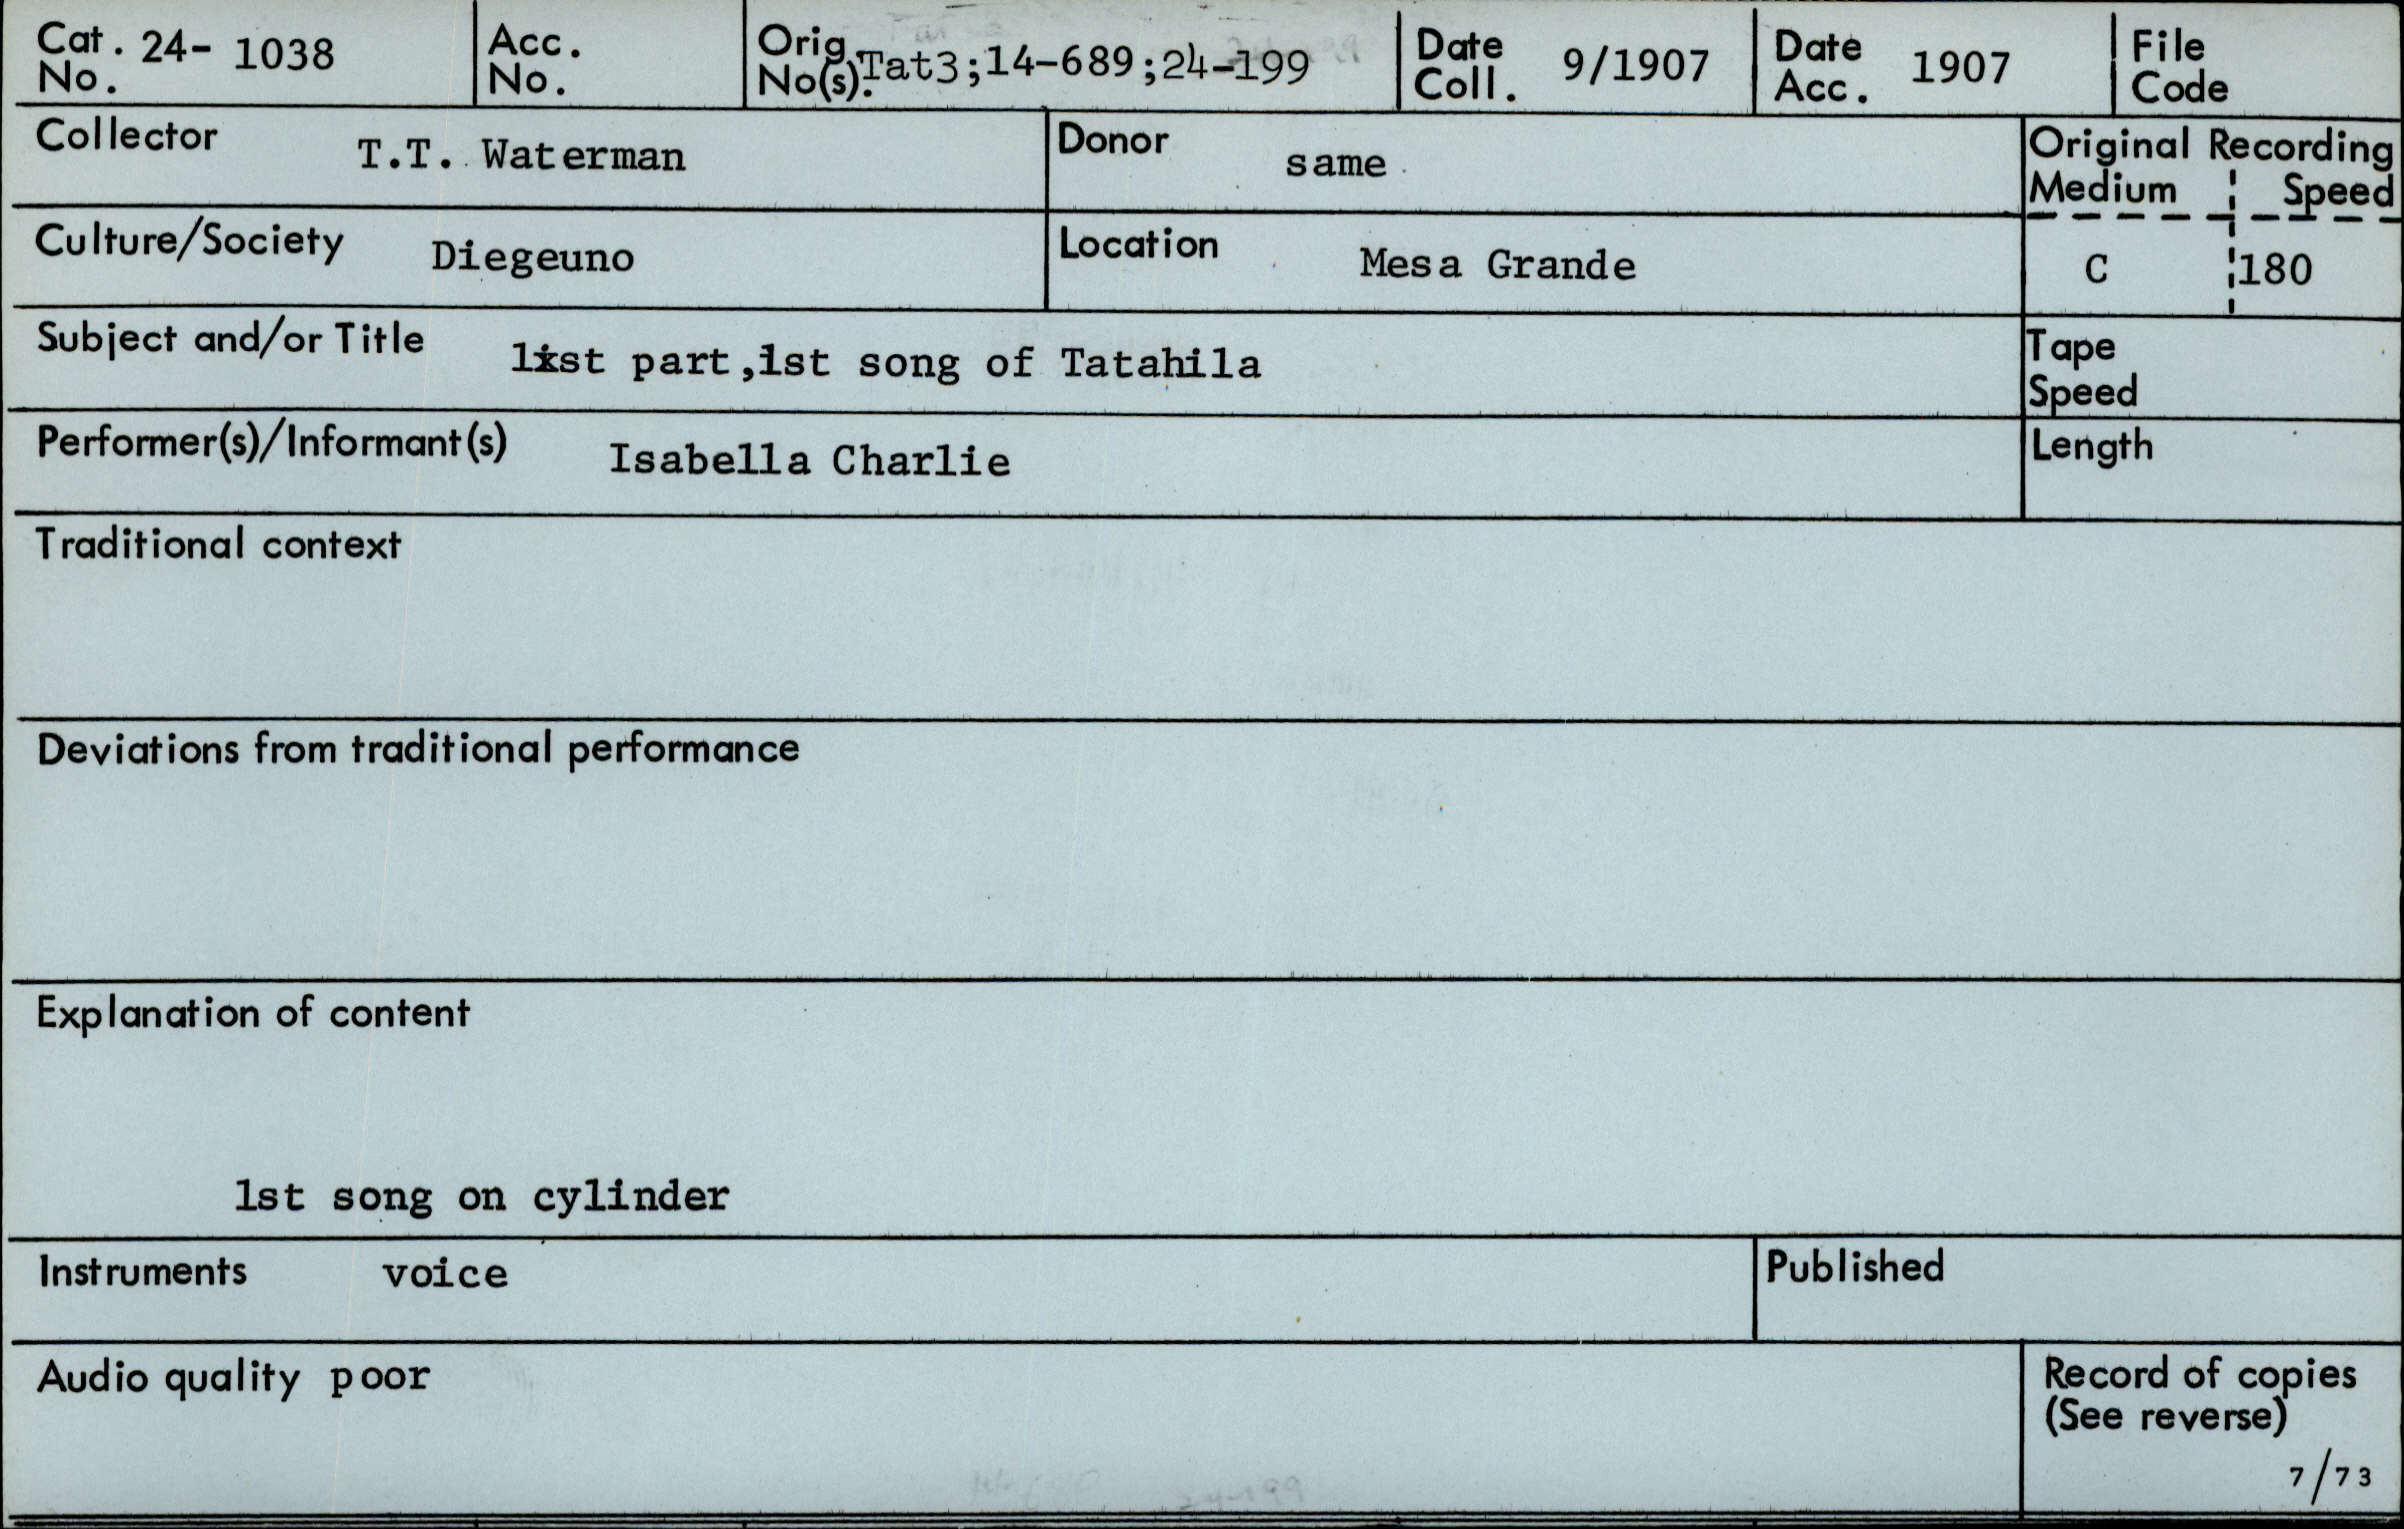 Cat. No. 24- 1038
Acc. No.
Orig. No(s). Tat3;14-689;24-199
Date Coll. 9/1907
Date Acc. 1907
File Code
Collector T.T. Waterman
Donor same
Original Recording
Medium Speed
C 180
Culture/Society Diegeuno
Location Mesa Grande
Subject and/or Title 1st part,1st song of Tatahila
Tape Speed
Performer(s)/Informant(s) Isabella Charlie
Length
Traditional context
Deviations from traditional performance
Explanation of content
1st song on cylinder
Instruments voice
Published
Audio quality poor
Record of copies
(See reverse)
7/73